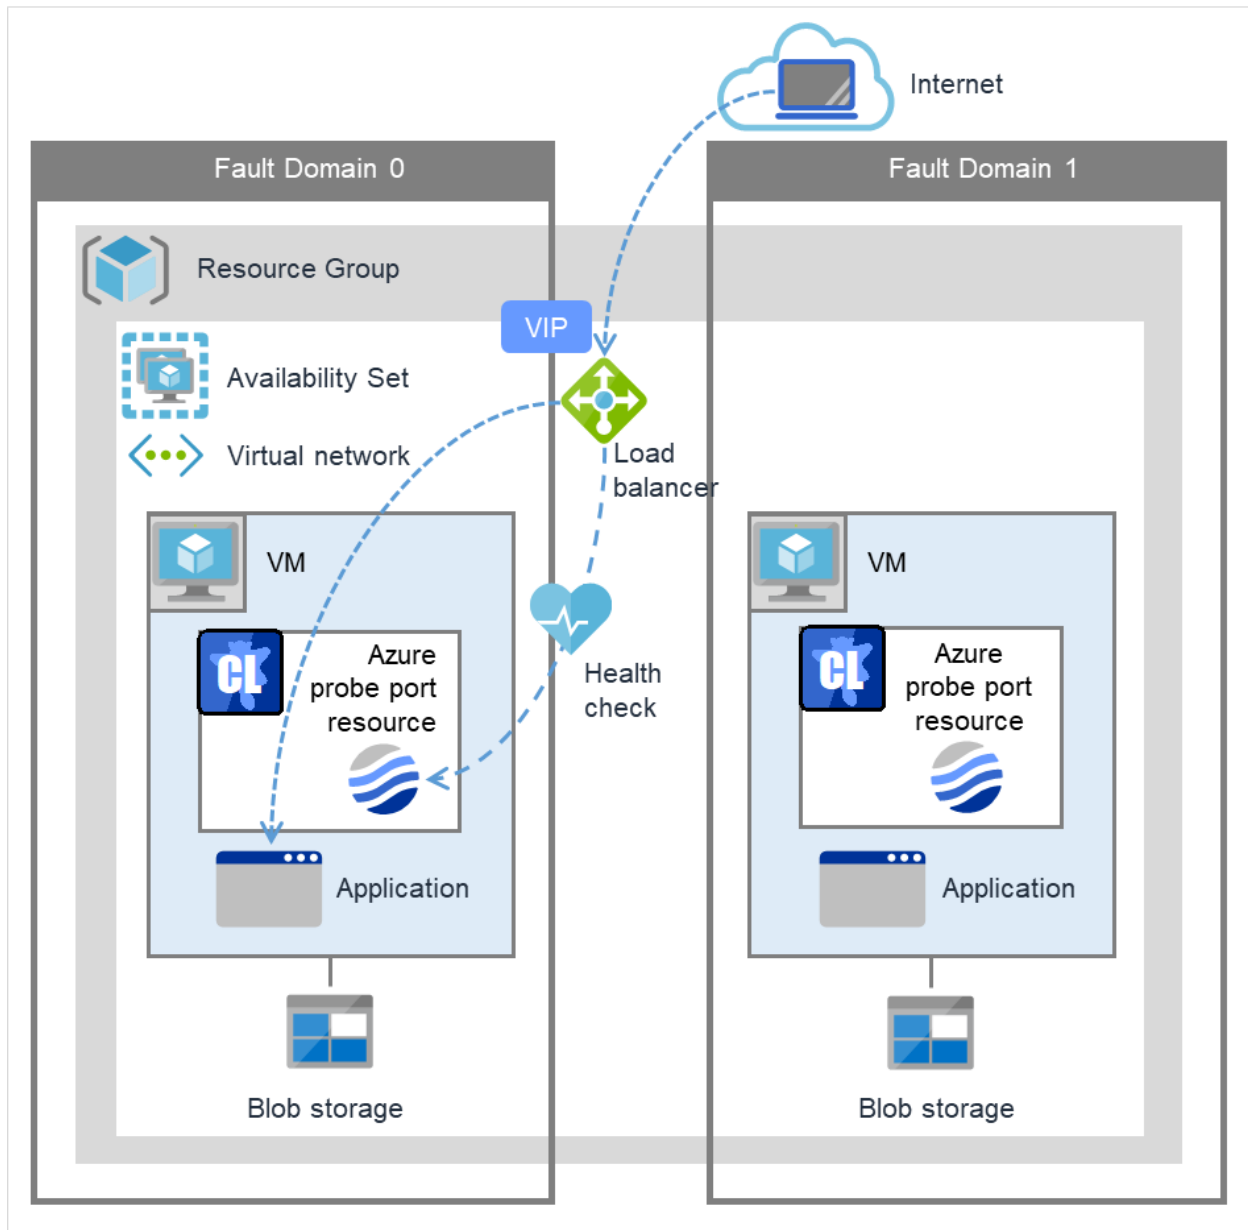 Internet
Fault Domain 0
Fault Domain 1
Resource Group
VIP
Availability Set
Virtual network
Load
balancer
VM
CL
Azure
probe port
resource
Health
check
Application
Blob storage
VM
CL
Azure
probe port
resource
Application
Blob storage